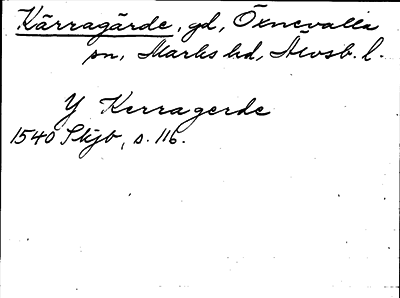 Kärragärde, gd, Öxnevalla
sn, Marks hd, Älvsb. l.
Y Kerragerde
1540 Skjb, s. 116.